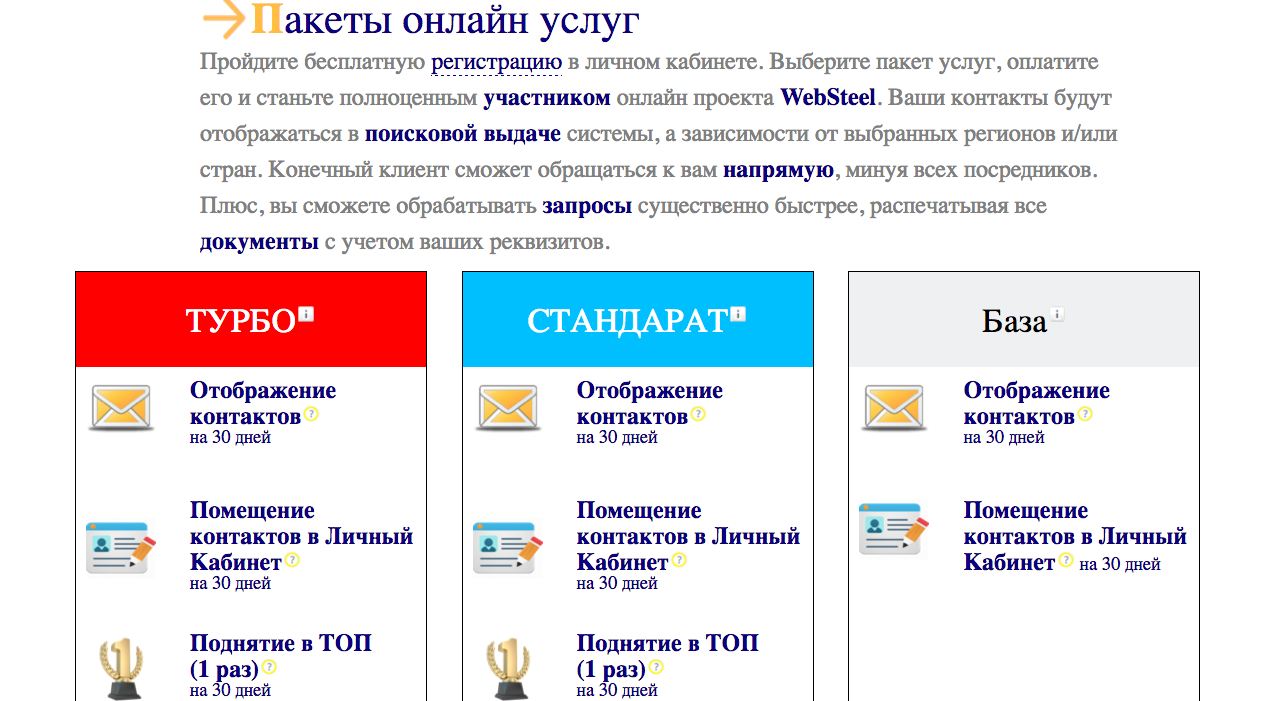 Пакеты онлайн услуг
Пройдите бесплатную регистрацию в личном кабинете. Выберите пакет услуг, оплатите
его и станьте полноценным участником онлайн проекта WebSteel. Ваши контакты будут
отображаться в поисковой выдаче системы, а зависимости от выбранных регионов и/или
стран. Конечный клиент сможет обращаться к вам напрямую, минуя всех посредников.
Плюс, вы сможете обрабатывать запросы существенно быстрее, распечатывая все
документы с учетом ваших реквизитов.
ТУРБО i
Отображение
контактов ?
на 30 дней
Помещение
контактов в Личный
Кабинет ?
на 30 дней
Поднятие в ТОП
(1 раз) ?
на 30 дней
СТАНДАРАТ i
Отображение
контактов ?
на 30 дней
Помещение
контактов в Личный
Кабинет ?
на 30 дней
Поднятие в ТОП
(1 раз) ?
на 30 дней
База i
Отображение
контактов ?
на 30 дней
Помещение
контактов в Личный
Кабинет ? на 30 дней